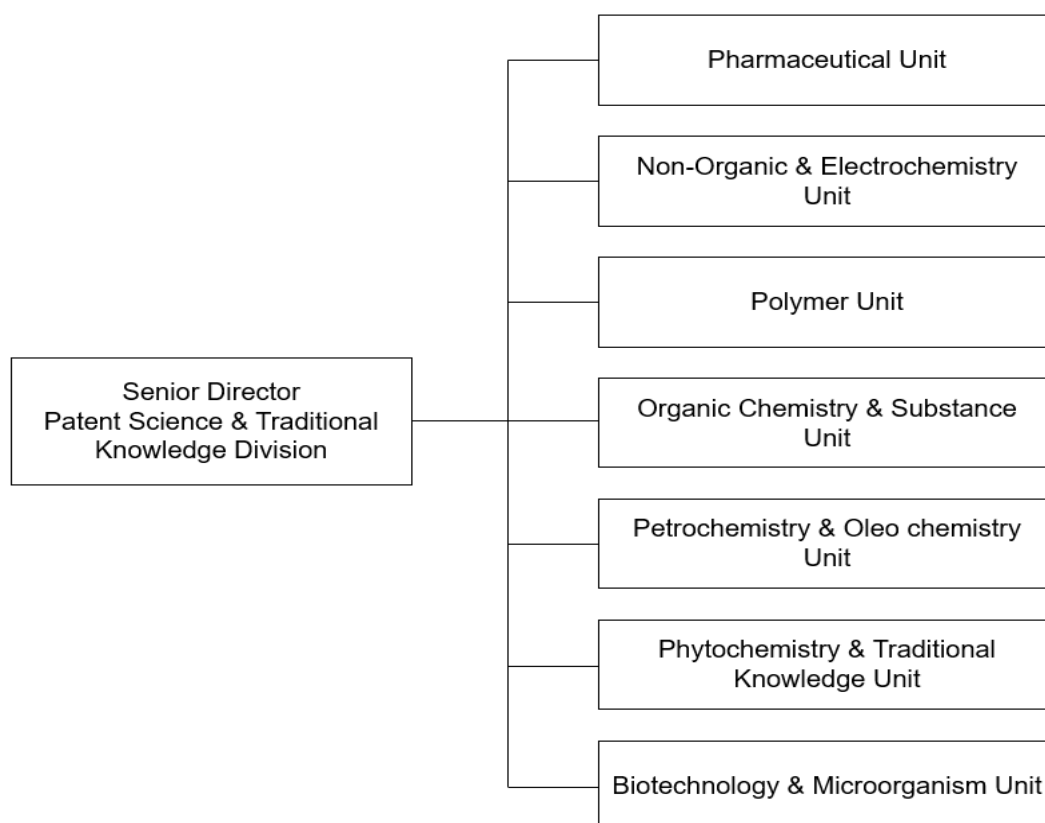 Pharmaceutical Unit
Non-Organic & Electrochemistry
Unit
Polymer Unit
Senior Director
Patent Science & Traditional
Knowledge Division
Organic Chemistry & Substance
Unit
Petrochemistry & Oleo chemistry
Unit
Phytochemistry & Traditional
Knowledge Unit
Biotechnology & Microorganism Unit